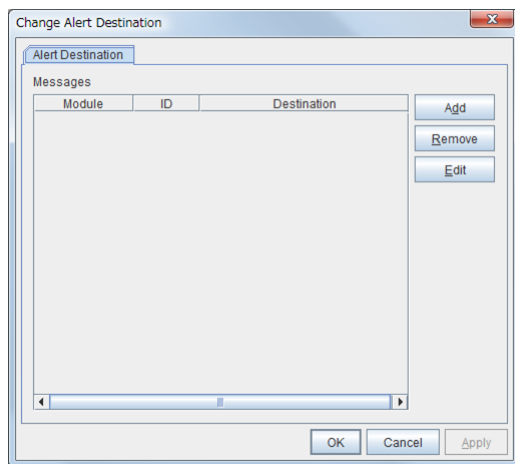 Change Alert Destination
Alert Destination
Messages
Module ID Destination
Add
Remove
Edit
OK Cancel Apply